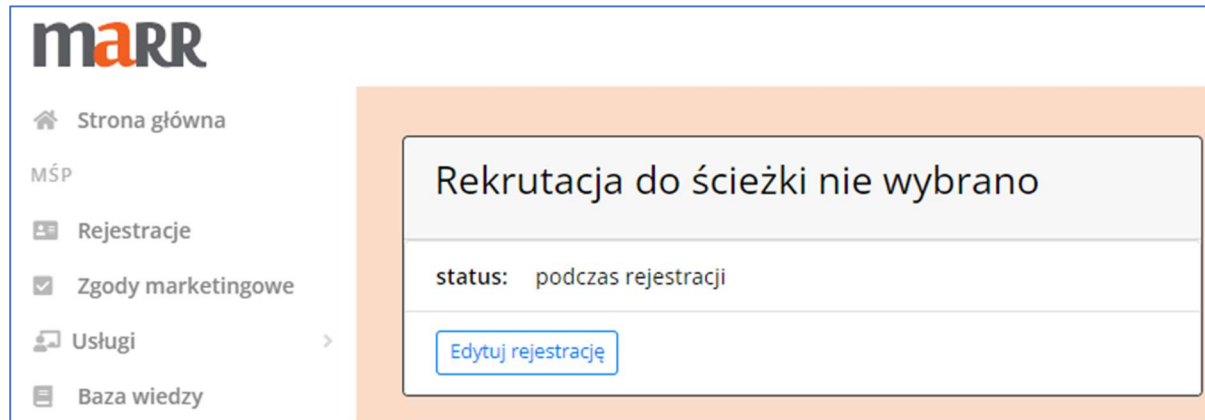 maRR
Strona główna
MŚP
Rejestracje
Zgody marketingowe
Usługi
Baza wiedzy
Rekrutacja do ścieżki nie wybrano
status: podczas rejestracji
Edytuj rejestrację